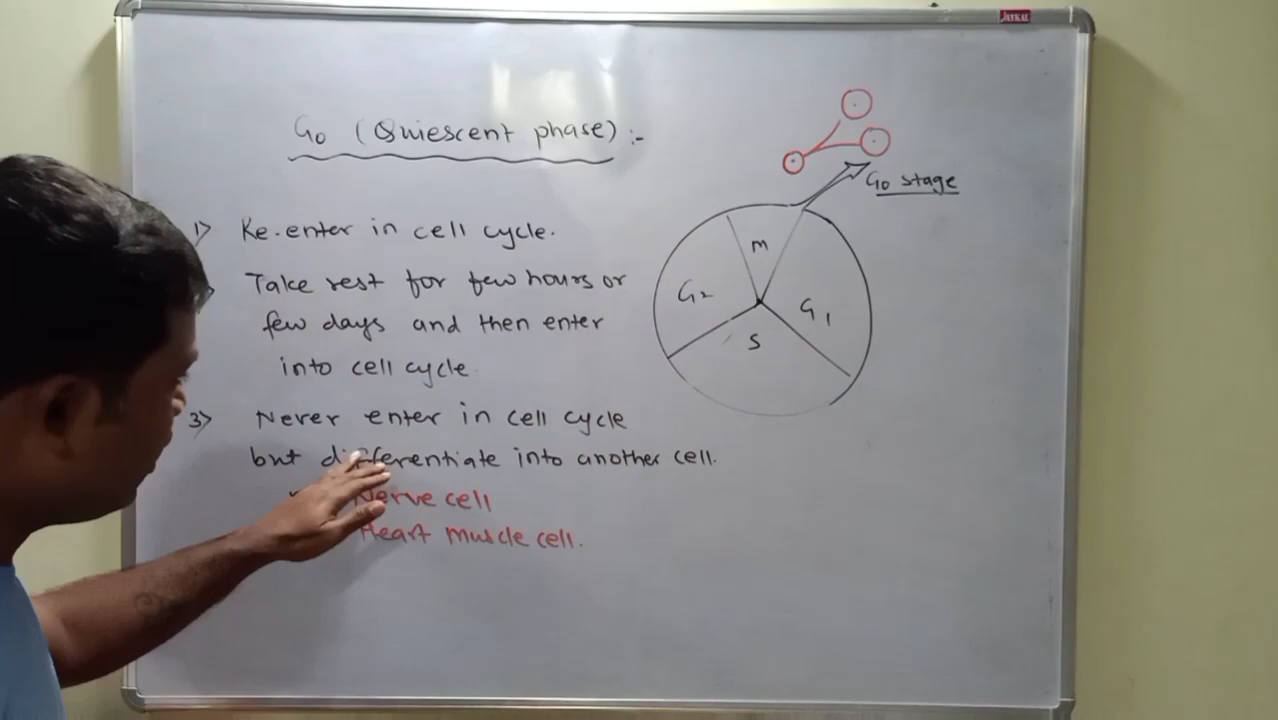 JAYKAL
G0 (Quiescent phase) :-
G0 stage
1> Re-enter in cell cycle.
Take rest for few hours or
few days and then enter
into cell cycle.
3> Never enter in cell cycle
but differentiate into another cell.
Nerve cell
Heart muscle cell.
M
G2
G1
S